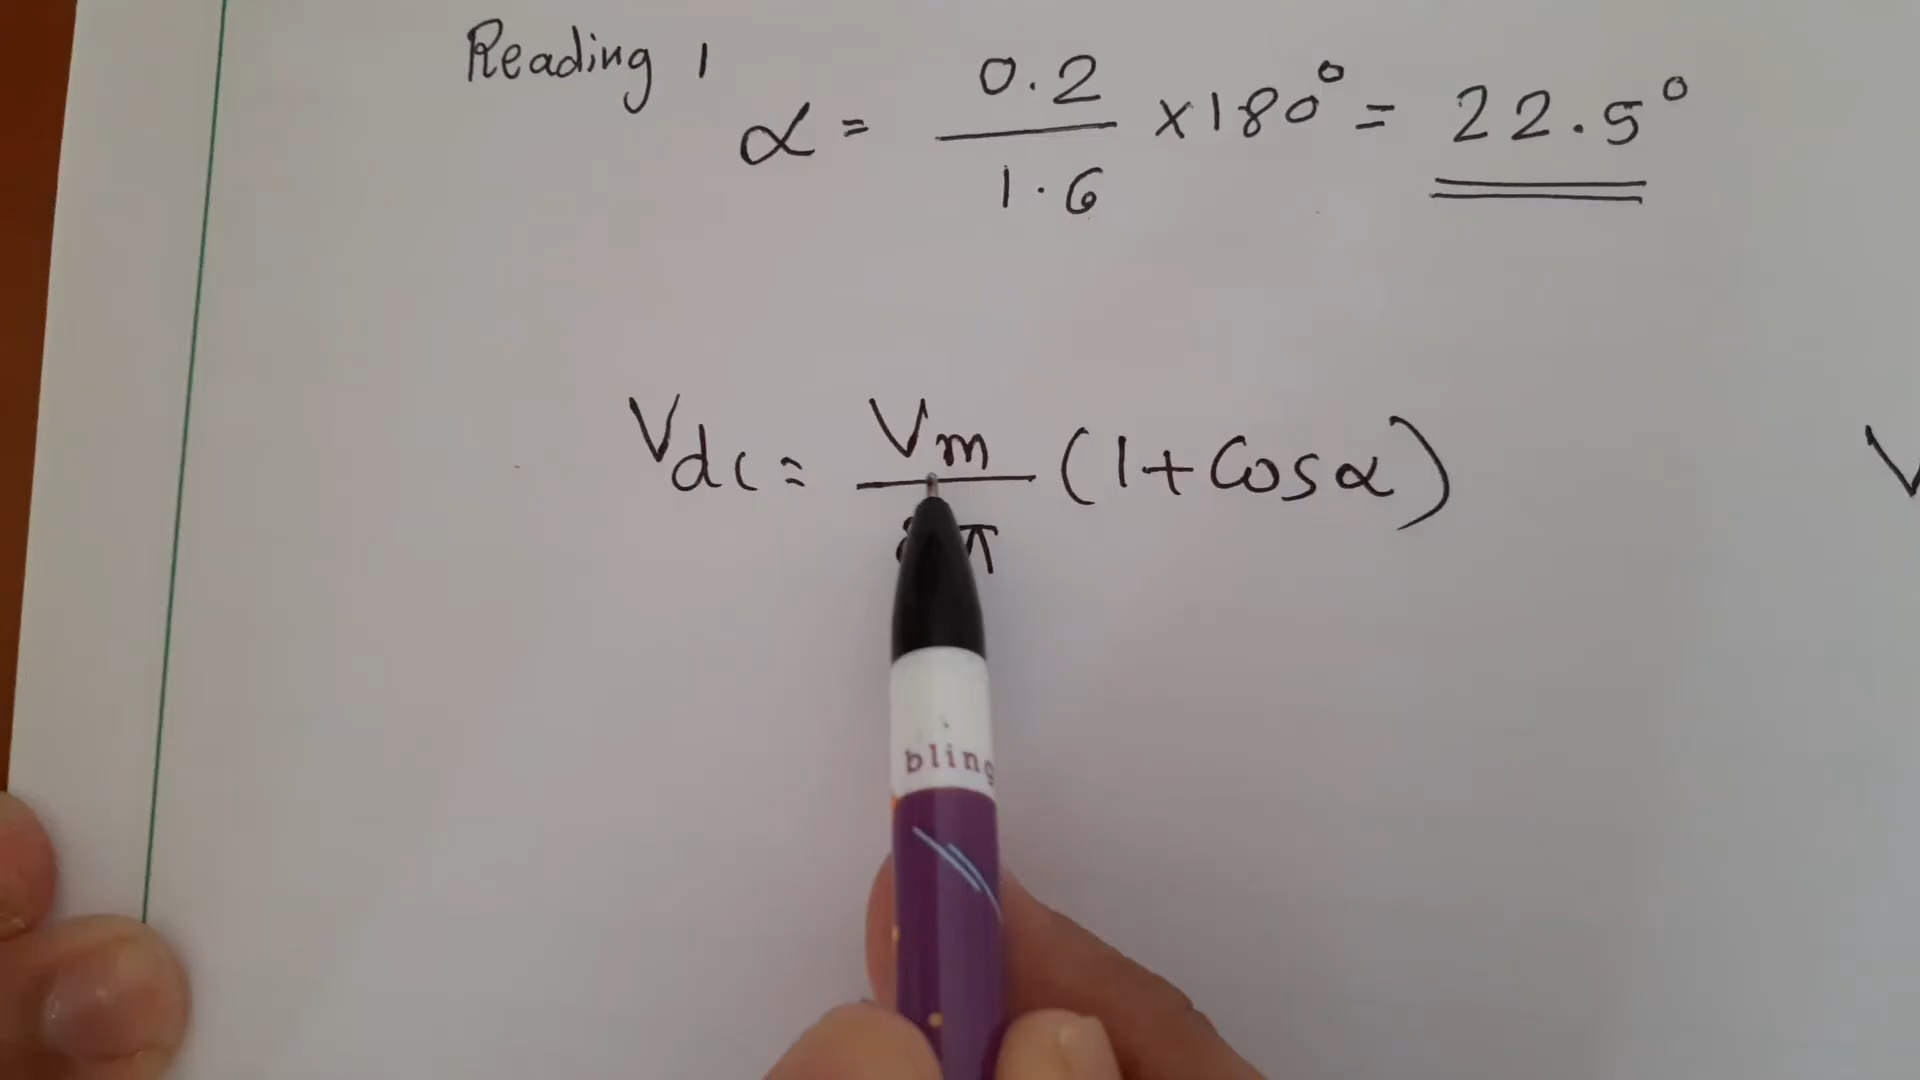 Reading 1
α = 0.2 / 1.6 ×180° = 22.5°
Vdc = Vm / π (1+Cosα)
V
bling